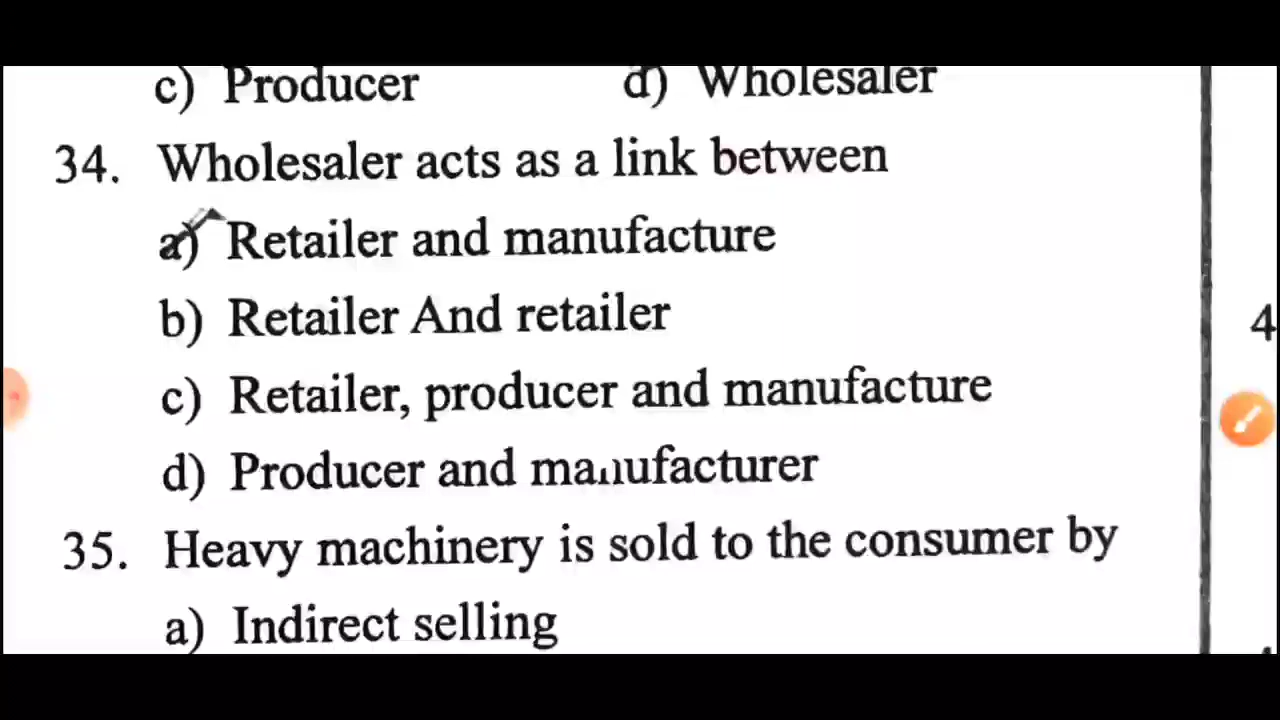 c) Producer d) Wholesaler
34. Wholesaler acts as a link between
a) Retailer and manufacture
b) Retailer And retailer
c) Retailer, producer and manufacture
d) Producer and manufacturer
35. Heavy machinery is sold to the consumer by
a) Indirect selling
4